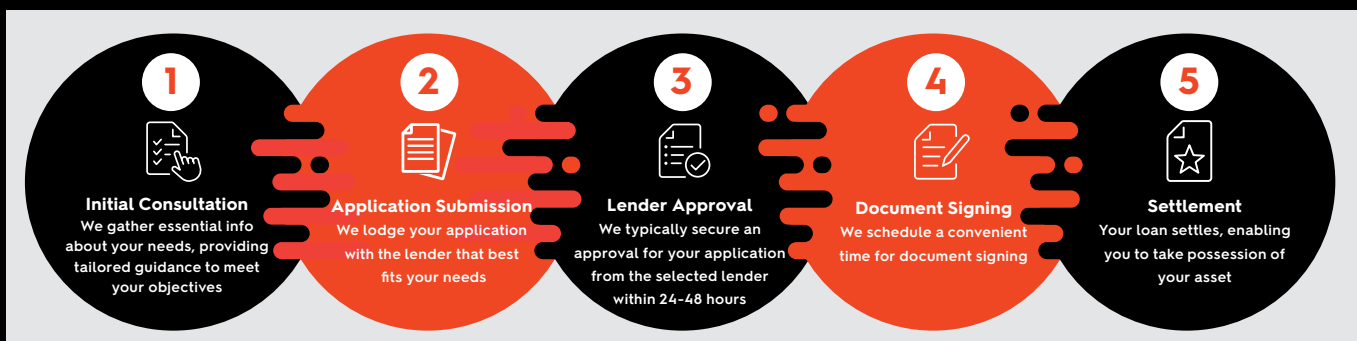 1
Initial Consultation
We gather essential info
about your needs, providing
tailored guidance to meet
your objectives
2
Application Submission
We lodge your application
with the lender that best
fits your needs
3
Lender Approval
We typically secure an
approval for your application
from the selected lender
within 24-48 hours
4
Document Signing
We schedule a convenient
time for document signing
5
Settlement
Your loan settles, enabling
you to take possession of
your asset